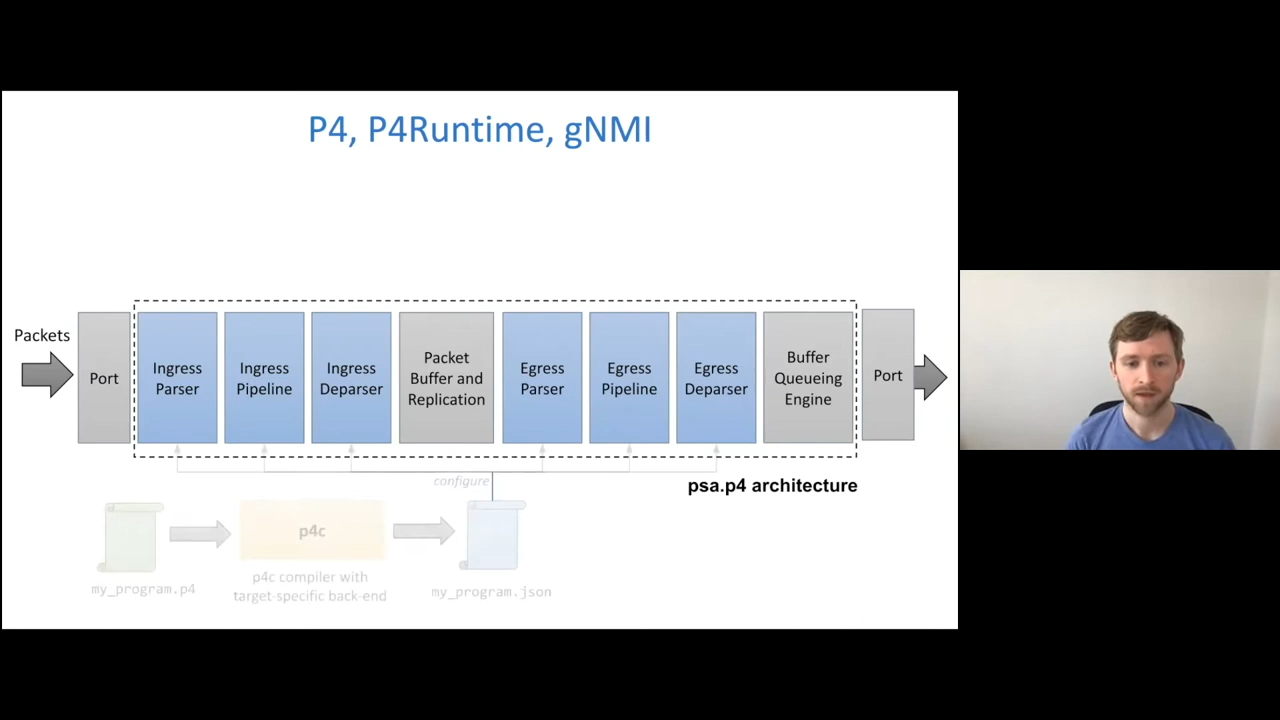 P4, P4Runtime, gNMI
Packets
Port
Ingress
Parser
Ingress
Pipeline
Ingress
Deparser
Packet
Buffer and
Replication
Egress
Parser
Egress
Pipeline
Egress
Deparser
Buffer
Queueing
Engine
Port
configure
psa.p4 architecture
p4c
my_program.p4
p4c compiler with
target-specific back-end
my_program.json